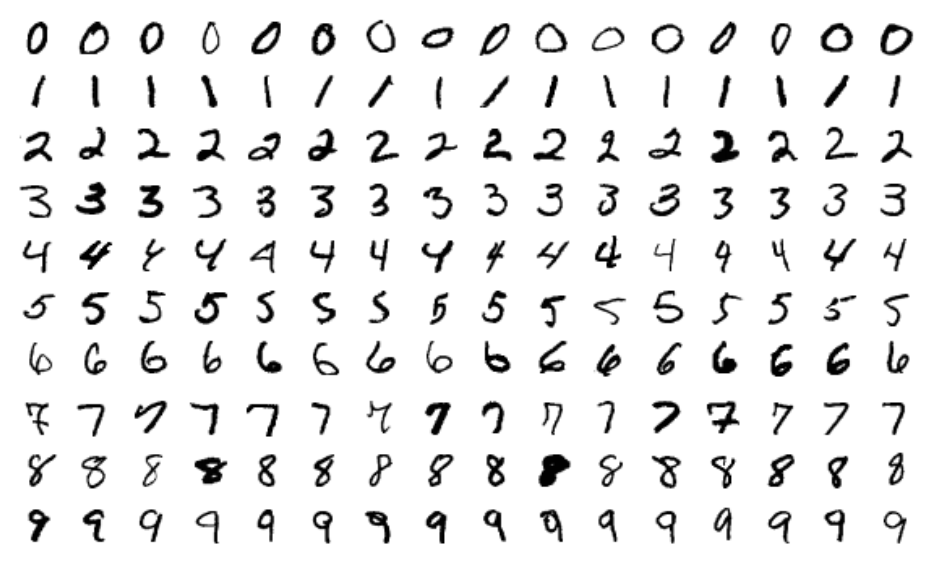 0 0 0 0 0 0 0 0 0 0 0 0 0 0 0 0
1 1 1 1 1 1 1 1 1 1 1 1 1 1 1 1
2 2 2 2 2 2 2 2 2 2 2 2 2 2 2 2
3 3 3 3 3 3 3 3 3 3 3 3 3 3 3 3
4 4 4 4 4 4 4 4 4 4 4 4 4 4 4 4
5 5 5 5 5 5 5 5 5 5 5 5 5 5 5 5
6 6 6 6 6 6 6 6 6 6 6 6 6 6 6 6
7 7 7 7 7 7 7 7 7 7 7 7 7 7 7 7
8 8 8 8 8 8 8 8 8 8 8 8 8 8 8 8
9 9 9 9 9 9 9 9 9 9 9 9 9 9 9 9